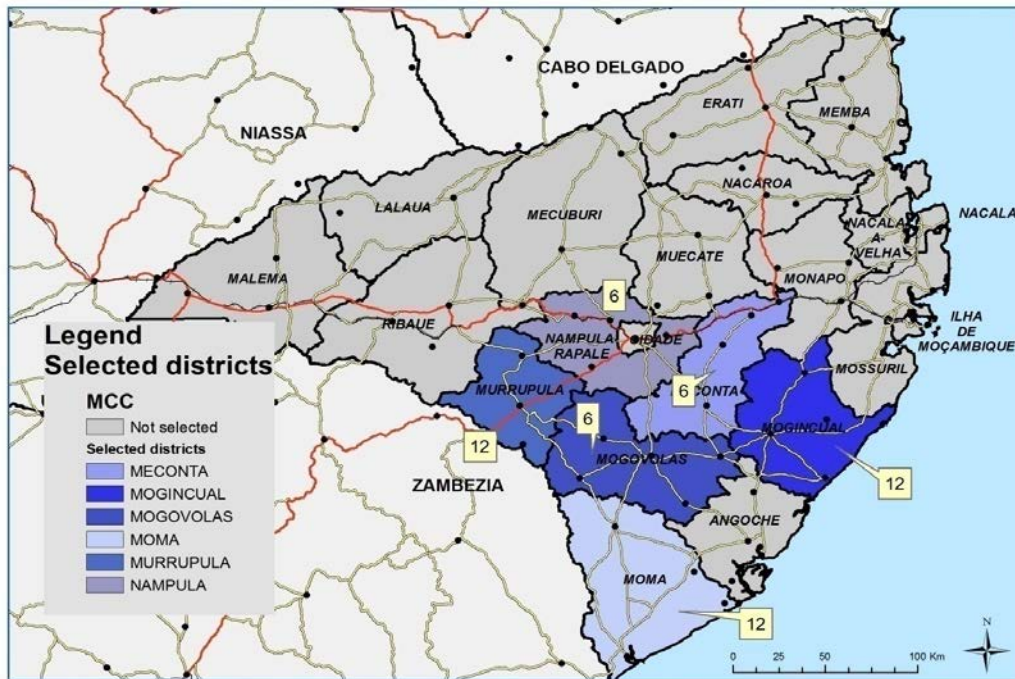 CABO DELGADO
ERATI
MEMBA
NIASSA
NACAROA
LALAUA
MECUBURI
NACALA
NACALA
A-
VELHA
MUECATE
MALEMA
MONAPO
6
RIBAUE
ILHA
DE
MOÇAMBIQUE
NAMPULA-
RAPALE
CIDADE
MOSSURIL
MURRUPULA
6
MECONTA
6
MOGINCUAL
12
MOGOVOLAS
ZAMBEZIA
12
ANGOCHE
MOMA
12
Legend
Selected districts
MCC
Not selected
Selected districts
MECONTA
MOGINCUAL
MOGOVOLAS
MOMA
MURRUPULA
NAMPULA
N
0 25 50 100 Km